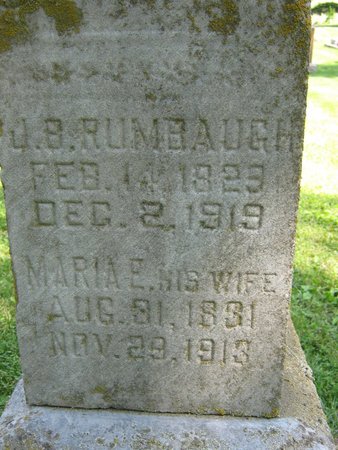 J.B.RUMBAUGH
FEB. 14, 1829
DEC. 2, 1919
MARIA E. HIS WIFE
AUG. 31, 1831
NOV. 29, 1913